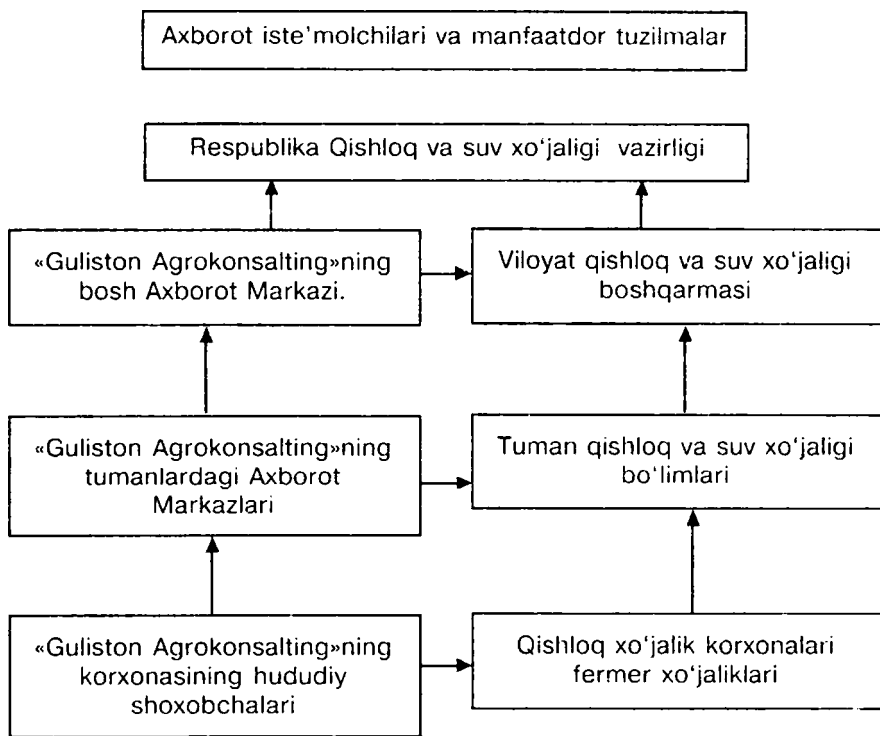 Axborot iste’molchilari va manfaatdor tuzilmalar
Respublika Qishloq va suv xo‘jaligi vazirligi
«Guliston Agrokonsalting»ning
bosh Axborot Markazi.
Viloyat qishloq va suv xo‘jaligi
boshqarmasi
«Guliston Agrokonsalting»ning
tumanlardagi Axborot
Markazlari
Tuman qishloq va suv xo‘jaligi
bo‘limlari
«Guliston Agrokonsalting»ning
korxonasining hududiy
shoxobchalari
Qishloq xo‘jalik korxonalari
fermer xo‘jaliklari